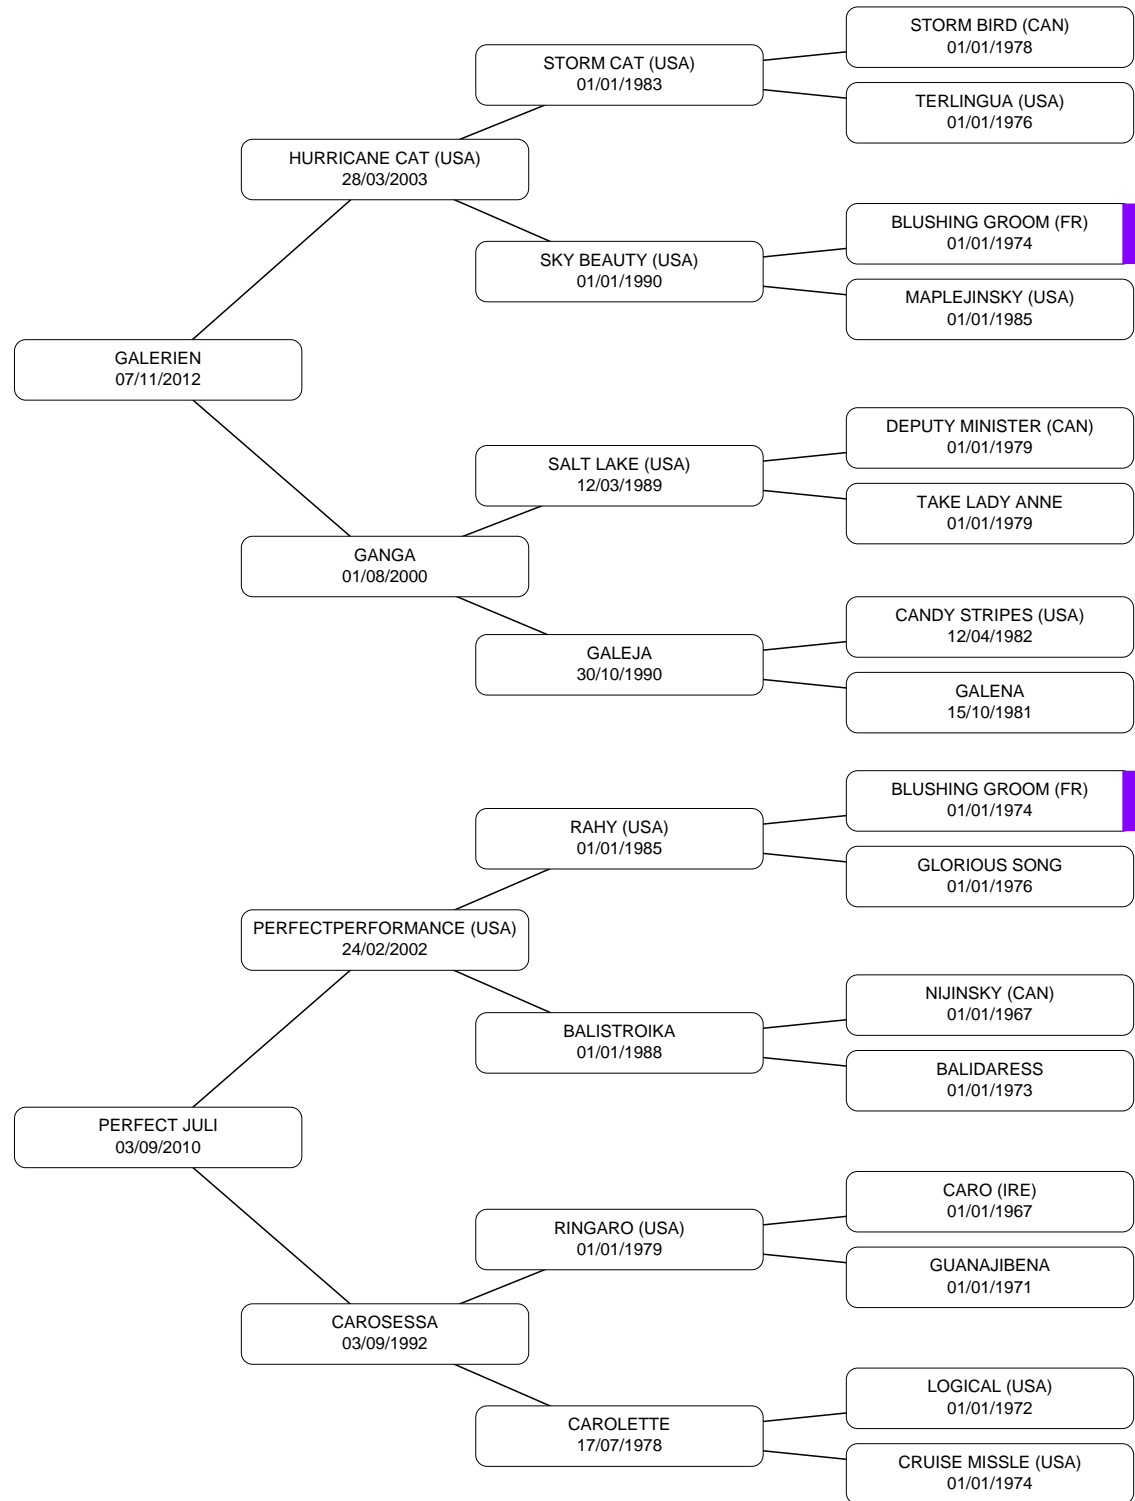 STORM BIRD (CAN)
01/01/1978
STORM CAT (USA)
01/01/1983
TERLINGUA (USA)
01/01/1976
HURRICANE CAT (USA)
28/03/2003
BLUSHING GROOM (FR)
01/01/1974
SKY BEAUTY (USA)
01/01/1990
MAPLEJINSKY (USA)
01/01/1985
GALERIEN
07/11/2012
DEPUTY MINISTER (CAN)
01/01/1979
SALT LAKE (USA)
12/03/1989
TAKE LADY ANNE
01/01/1979
GANGA
01/08/2000
CANDY STRIPES (USA)
12/04/1982
GALEJA
30/10/1990
GALENA
15/10/1981
BLUSHING GROOM (FR)
01/01/1974
RAHY (USA)
01/01/1985
GLORIOUS SONG
01/01/1976
PERFECTPERFORMANCE (USA)
24/02/2002
NIJINSKY (CAN)
01/01/1967
BALISTROIKA
01/01/1988
BALIDARESS
01/01/1973
PERFECT JULI
03/09/2010
CARO (IRE)
01/01/1967
RINGARO (USA)
01/01/1979
GUANAJIBENA
01/01/1971
CAROSESSA
03/09/1992
LOGICAL (USA)
01/01/1972
CAROLETTE
17/07/1978
CRUISE MISSLE (USA)
01/01/1974